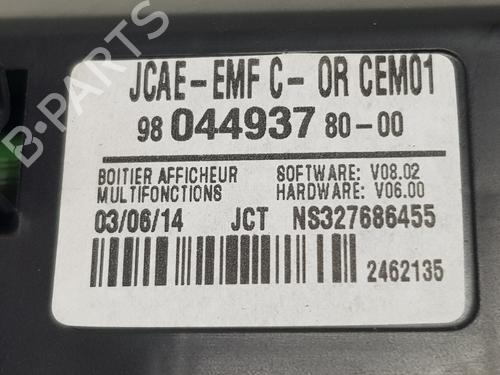 JCAE-EMF C- OR CEM01
98 044937 80-00
BOITIER AFFICHEUR SOFTWARE: V08.02
MULTIFONCTIONS HARDWARE: V06.00
03/06/14 JCT NS327686455
2462135
B-PARTS